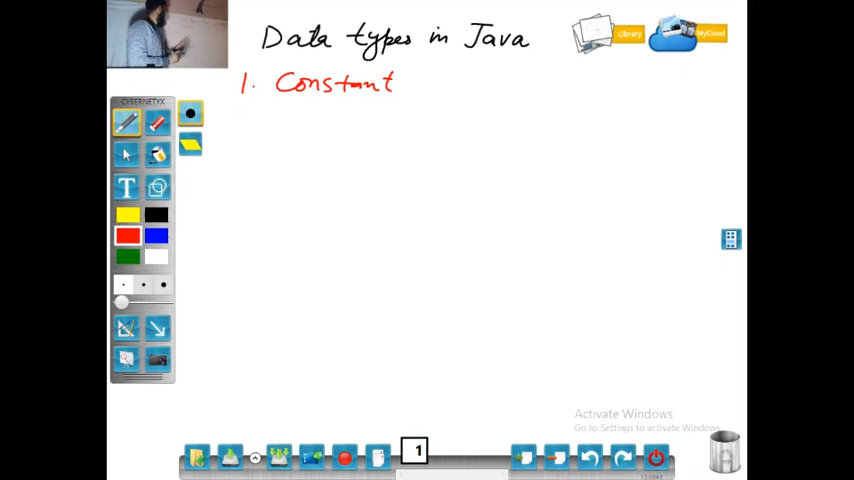 Data types in Java
Library
MyCloud
1. Constant
CYBERNETYX
T
Activate Windows
Go to Settings to activate Windows.
1